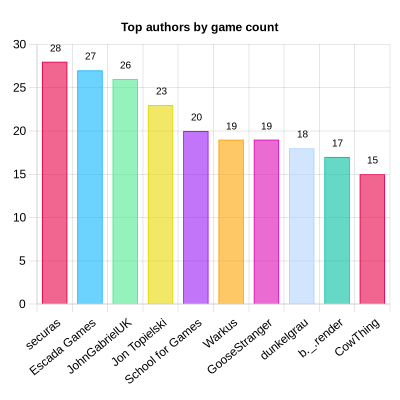 Top authors by game count
30
25
20
15
10
5
0
28
27
26
23
20
19
19
18
17
15
securas
Escada Games
JohnGabrielUK
Jon Topielski
School for Games
Warkus
GooseStranger
dunkelgrau
b._.render
CowThing